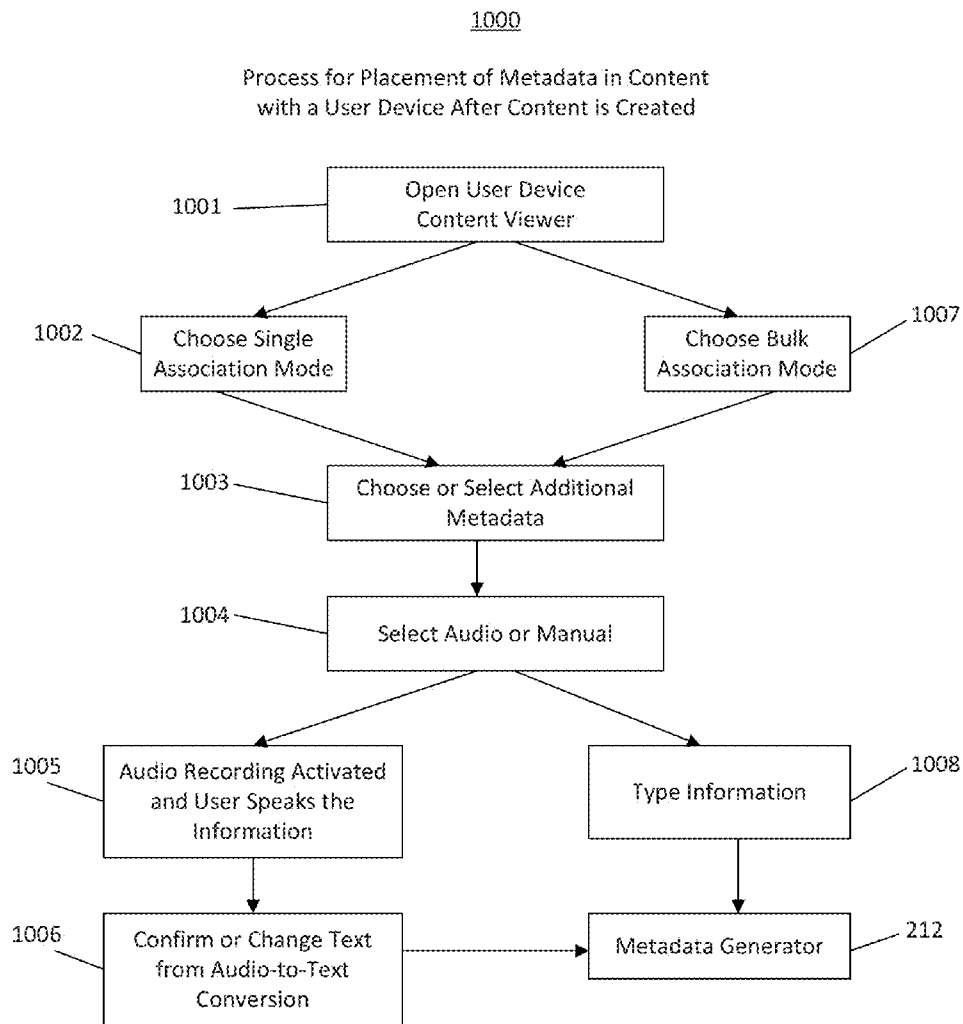 1000
Process for Placement of Metadata in Content
with a User Device After Content is Created
1001
Open User Device
Content Viewer
1002
Choose Single
Association Mode
Choose Bulk
Association Mode
1007
1003
Choose or Select Additional
Metadata
1004
Select Audio or Manual
1005
Audio Recording Activated
and User Speaks the
Information
Type Information
1008
1006
Confirm or Change Text
from Audio-to-Text
Conversion
Metadata Generator
212